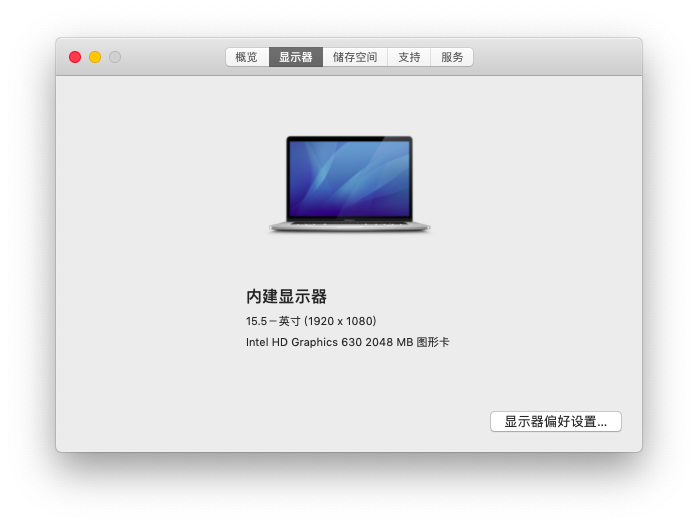 概览 显示器 储存空间 支持 服务
内建显示器
15.5－英寸 (1920 x 1080)
Intel HD Graphics 630 2048 MB 图形卡
显示器偏好设置...